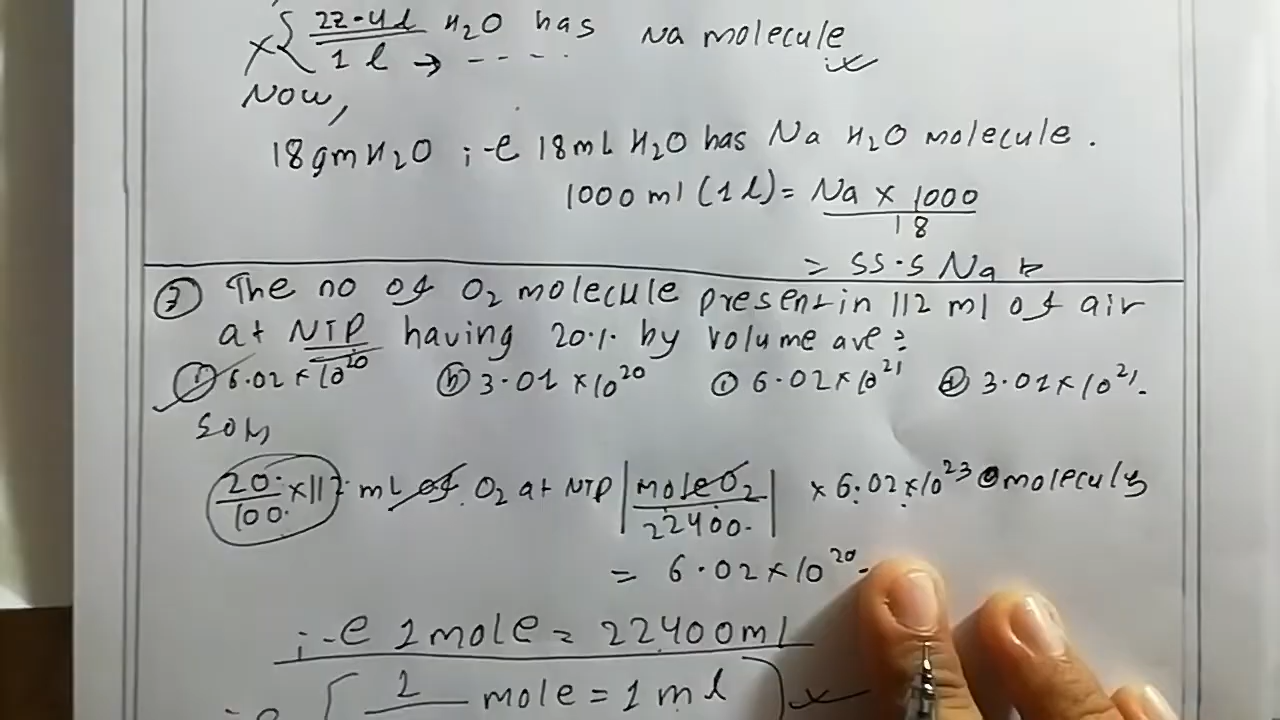 × { 22.4 l / 1 l H2O has Na molecule
1 l → - - - -
Now,
18gm H2O i-e 18ml H2O has Na H2O molecule.
1000 ml (1 l) = Na × 1000 / 18
= 55.5 Na
③ The no of O2 molecule present in 112 ml of air
at NTP having 20% by volume are:
6.02 × 10^20 ⓑ 3.01 × 10^20 ⓒ 6.02 × 10^21 ⓓ 3.01 × 10^21.
Soln
20/100 × 112 mL of O2 at NTP | mole O2 / 22400 | × 6.02 × 10^23 molecules
= 6.02 × 10^20
i-e 1 mole = 22400 ml
mole = 1 ml